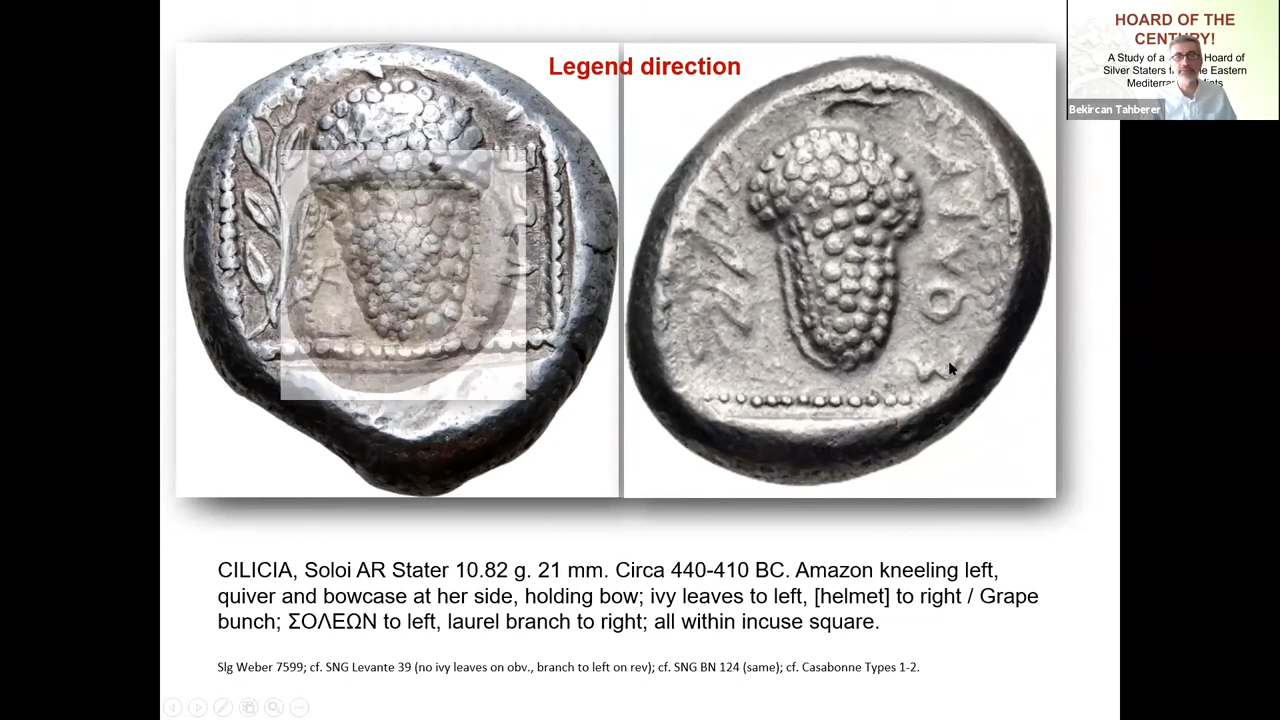 HOARD OF THE
CENTURY!
A Study of a Hoard of
Silver Staters Eastern
Bekircan Tahberer
Legend direction
CILICIA, Soloi AR Stater 10.82 g. 21 mm. Circa 440-410 BC. Amazon kneeling left,
quiver and bowcase at her side, holding bow; ivy leaves to left, [helmet] to right / Grape
bunch; ΣΟΛΕΩΝ to left, laurel branch to right; all within incuse square.
Slg Weber 7599; cf. SNG Levante 39 (no ivy leaves on obv., branch to left on rev); cf. SNG BN 124 (same); cf. Casabonne Types 1-2.